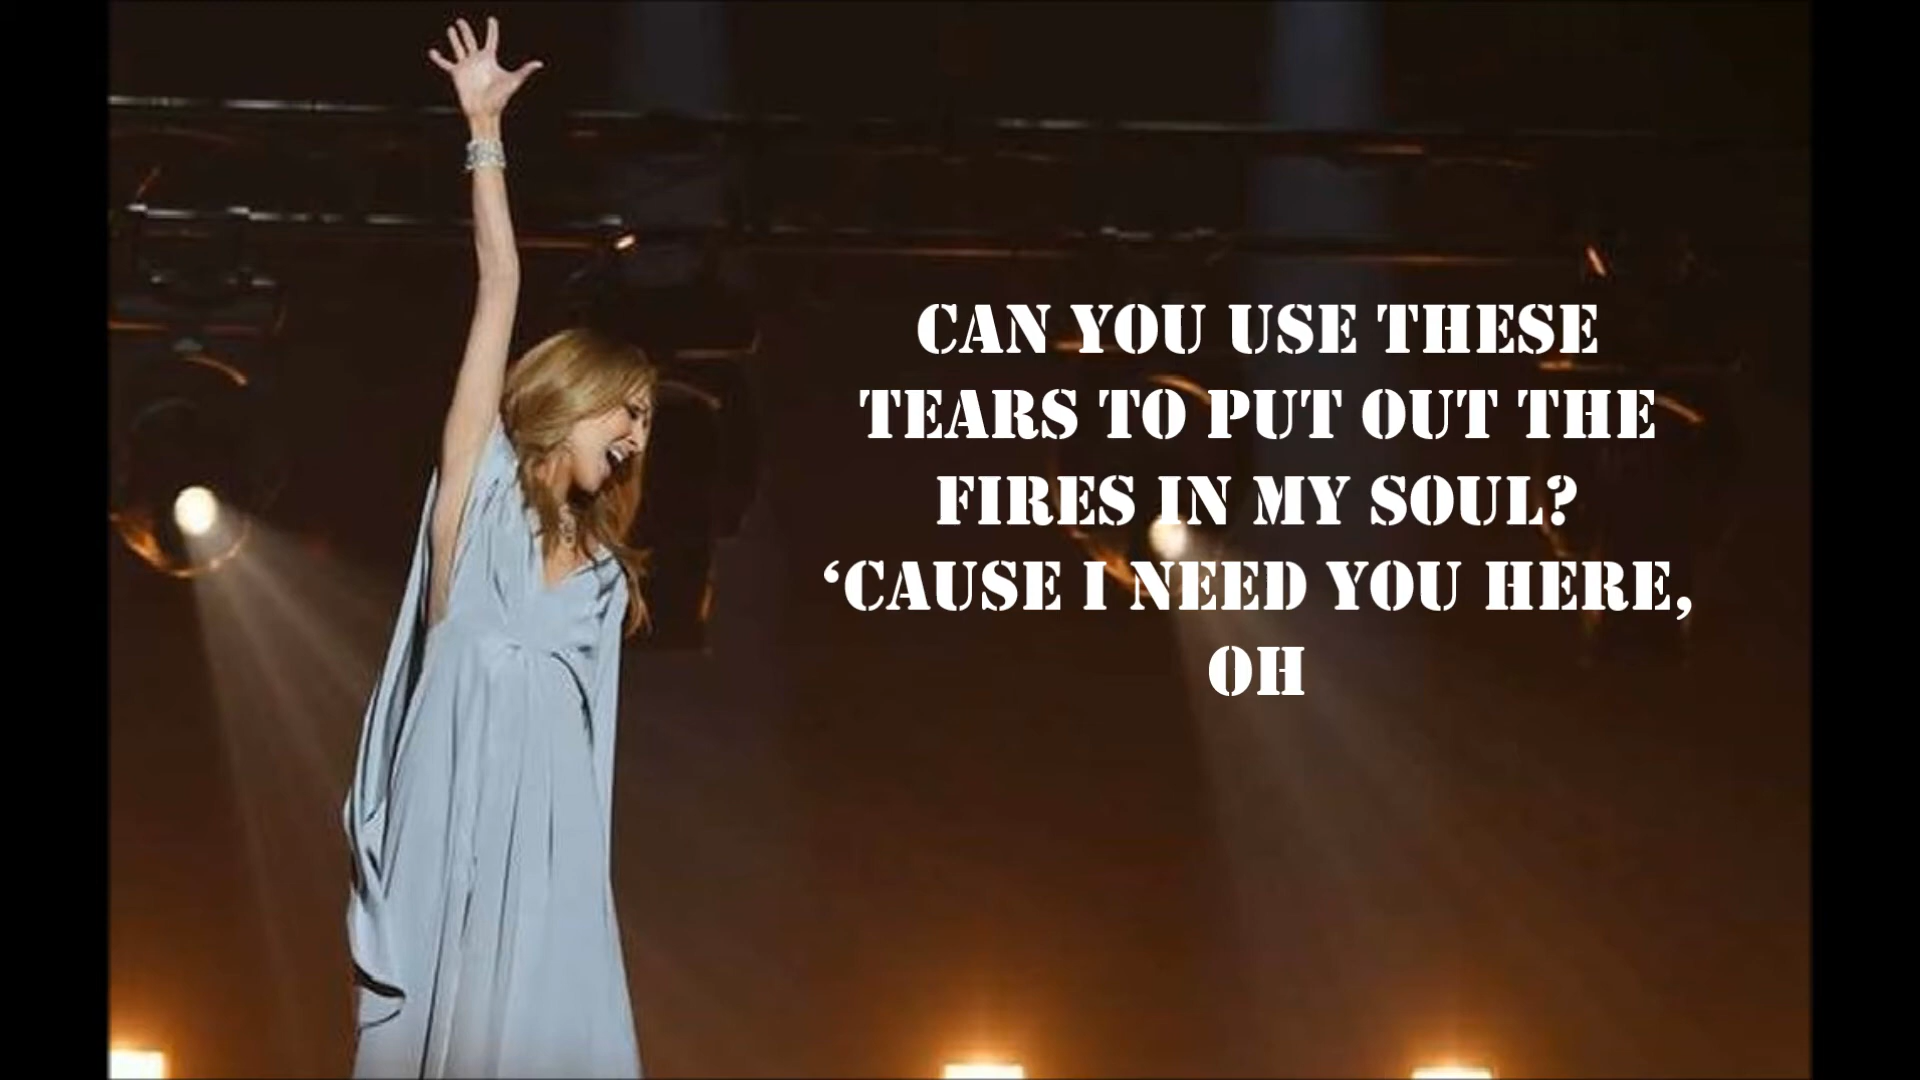 CAN YOU USE THESE
TEARS TO PUT OUT THE
FIRES IN MY SOUL?
‘CAUSE I NEED YOU HERE,
OH